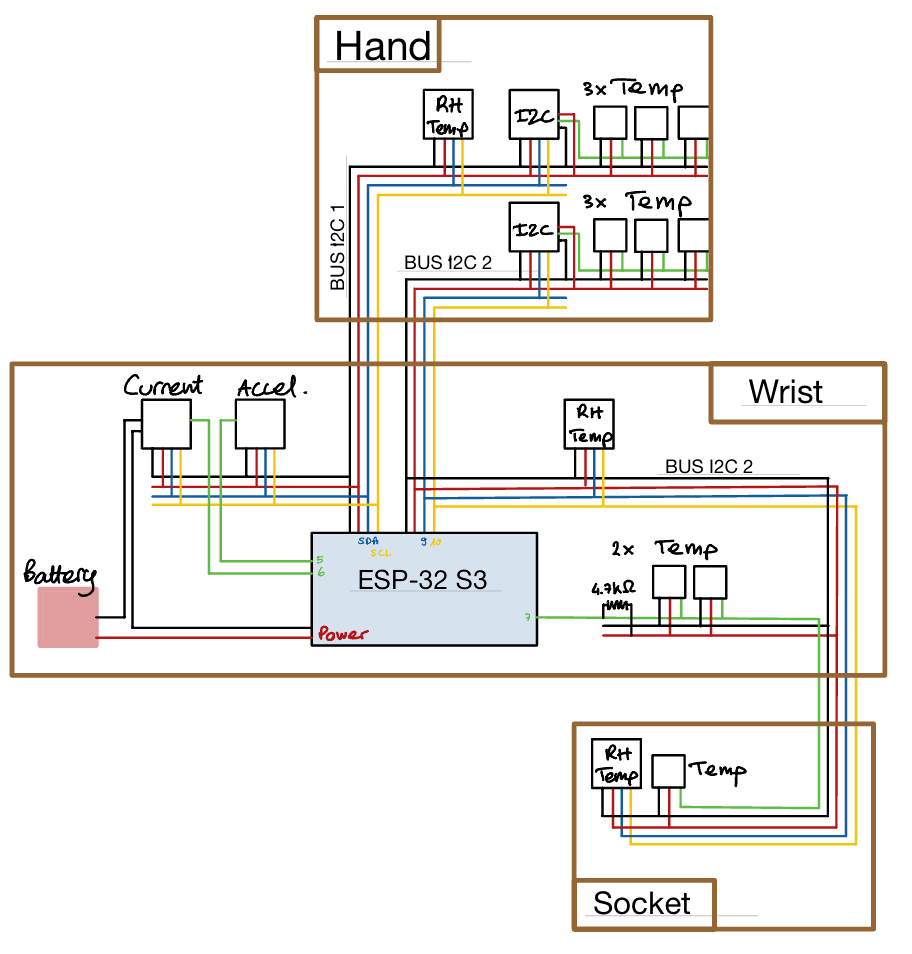 Hand
RH
Temp
I2C
3x Temp
BUS I2C 1
I2C
3x Temp
BUS I2C 2
Wrist
Current
Accel.
RH
Temp
BUS I2C 2
SDA
SCL
9 10
5
6
ESP-32 S3
7
Power
Battery
2x Temp
4.7kΩ
RH
Temp
Temp
Socket